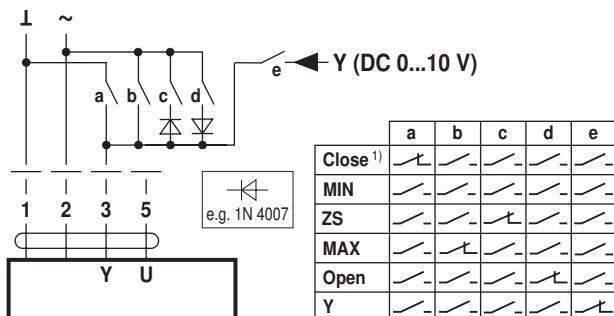 ⊥ ~
a b c d e Y (DC 0...10 V)
1 2 3 5
e.g. 1N 4007
Y U
a b c d e
Close 1)
MIN
ZS
MAX
Open
Y